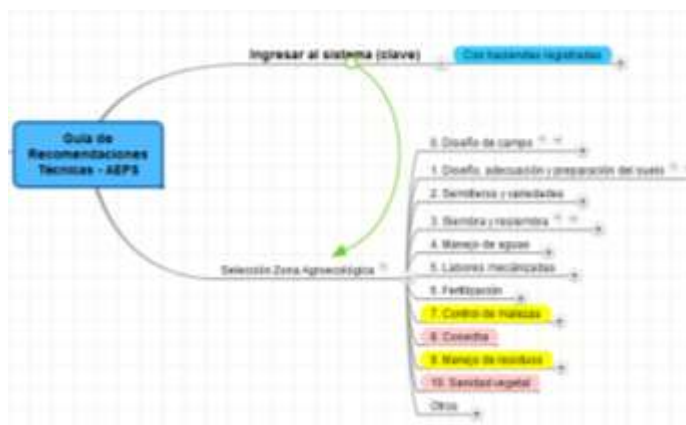 Ingresar al sistema (clave)
Con haciendas registradas
Guía de
Recomendaciones
Técnicas - AEPS
0. Diseño de campo
1. Diseño, adecuación y preparación del suelo
2. Semilleros y variedades
3. Siembra y resiembra
4. Manejo de aguas
Selección Zona Agroecológica
5. Labores mecanizadas
6. Fertilización
7. Control de malezas
8. Cosecha
9. Manejo de residuos
10. Sanidad vegetal
Otros